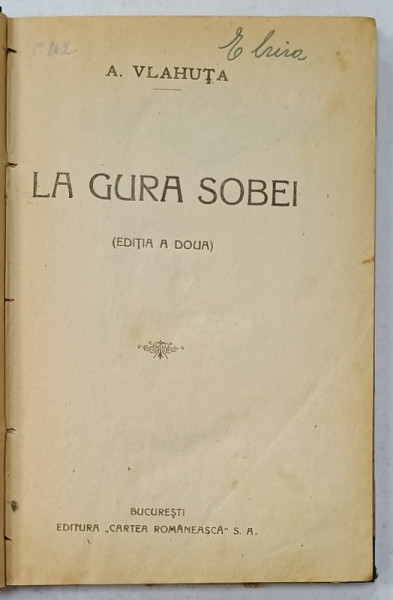 A. VLAHUȚA
LA GURA SOBEI
(EDIȚIA A DOUA)
BUCUREȘTI
EDITURA „CARTEA ROMÂNEASCĂ" S. A.